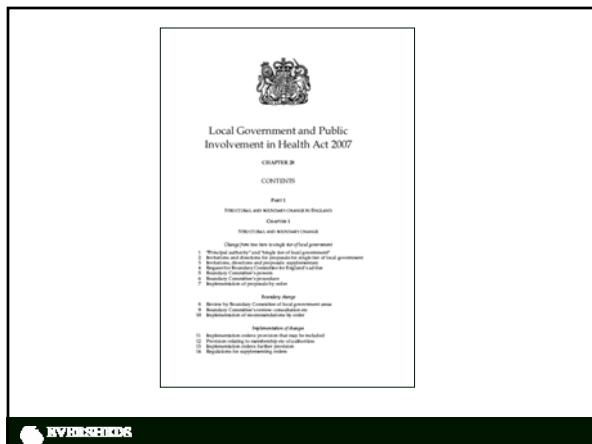 Local Government and Public
Involvement in Health Act 2007
CHAPTER 28
CONTENTS
PART 1
STRUCTURAL AND BOUNDARY CHANGE IN ENGLAND
CHAPTER 1
STRUCTURAL AND BOUNDARY CHANGE
Change from two tiers to single tier of local government
1 "Principal authority" and "single tier of local government"
2 Invitations and directions for proposals for single tier of local government
3 Invitations, directions and proposals: supplementary
4 Request for Boundary Committee for England's advice
5 Boundary Committee's powers
6 Boundary Committee's procedure
7 Implementation of proposals by order
Boundary change
8 Review by Boundary Committee of local government areas
9 Boundary Committee's review: consultation etc
10 Implementation of recommendations by order
Implementation of changes
11 Implementation orders: provision that may be included
12 Provision relating to membership etc of authorities
13 Implementation orders: further provision
14 Regulations for supplementing orders
EVERSHEDS